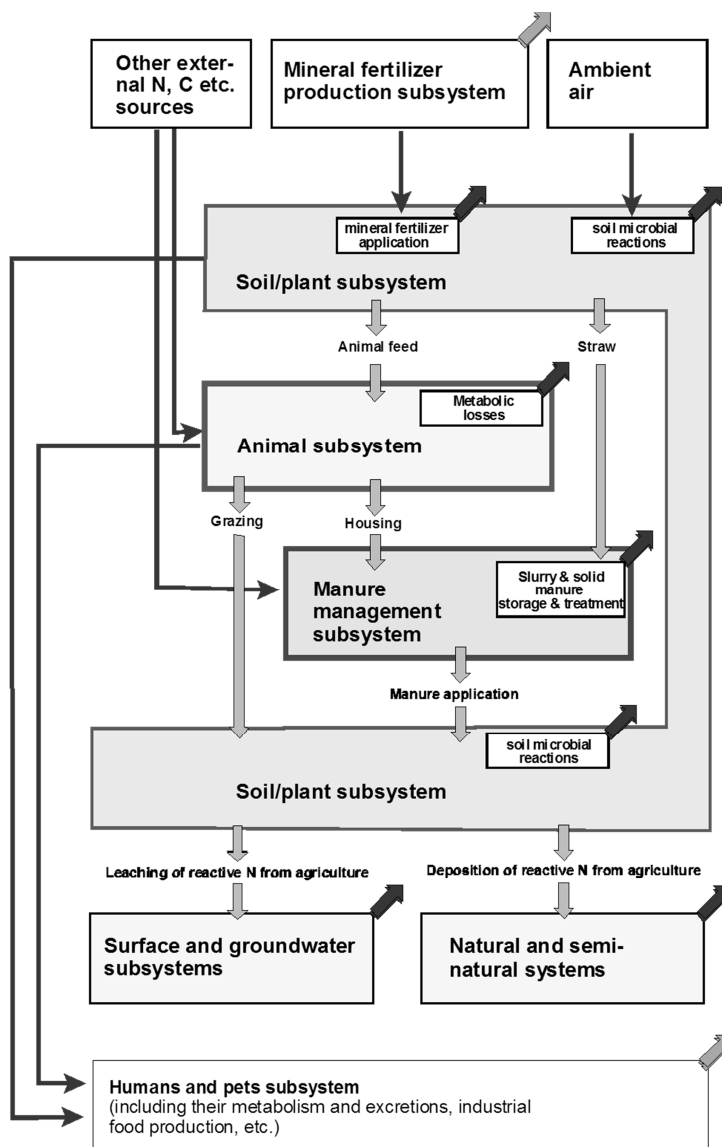 Other exter-
nal N, C etc.
sources
Mineral fertilizer
production subsystem
Ambient
air
mineral fertilizer
application
soil microbial
reactions
Soil/plant subsystem
Animal feed
Straw
Metabolic
losses
Animal subsystem
Grazing
Housing
Slurry & solid
manure
storage & treatment
Manure
management
subsystem
Manure application
soil microbial
reactions
Soil/plant subsystem
Leaching of reactive N from agriculture
Deposition of reactive N from agriculture
Surface and groundwater
subsystems
Natural and semi-
natural systems
Humans and pets subsystem
(including their metabolism and excretions, industrial
food production, etc.)